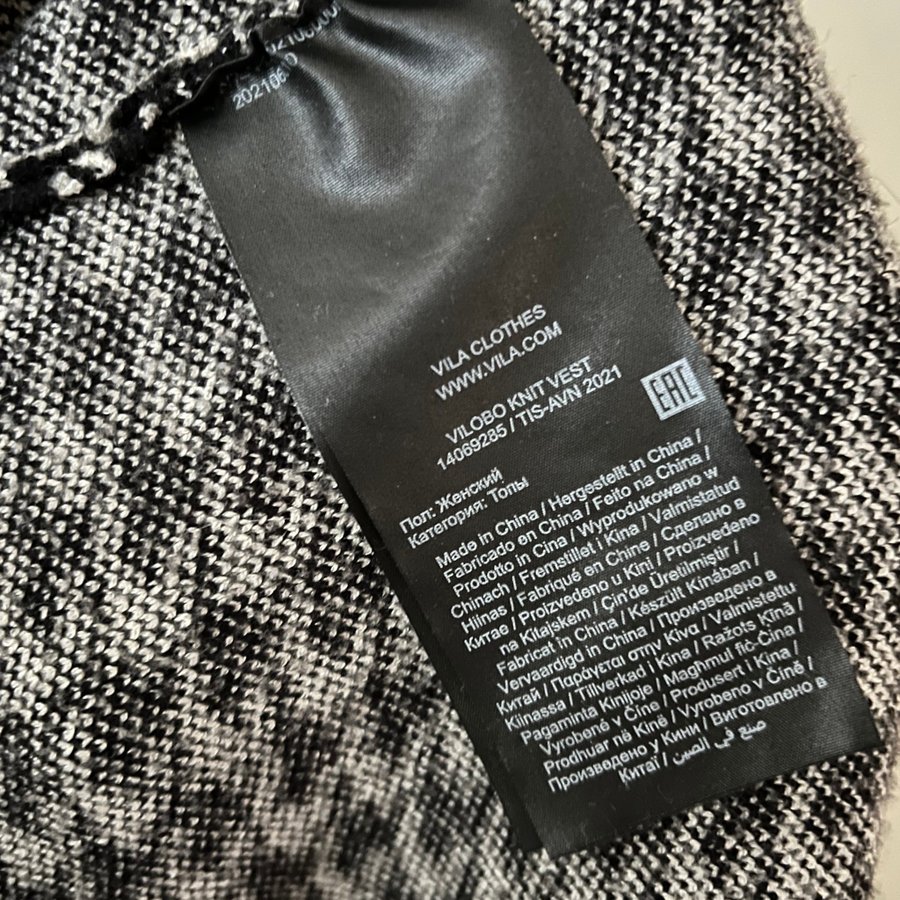 VILA CLOTHES
WWW.VILA.COM
VILOBO KNIT VEST
14069285 / TIS-AVN 2021
EAC
Пол: Женский
Категория: Топы
Made in China / Hergestellt in China /
Fabricado en China / Feito na China /
Prodotto in Cina / Wyprodukowano w
Chinach / Fremstillet i Kina / Valmistatud
Hiinas / Fabriqué en Chine / Сделано в
Китае / Proizvedeno u Kini / Proizvedeno
na Kitajskem / Çin'de Üretilmiştir /
Fabricat în China / Készült Kínában /
Vervaardigd in China / Произведено в
Китай / Παράγεται στην Κίνα / Valmistettu
Kiinassa / Tillverkad i Kina / Ražots Ķīnā /
Pagaminta Kinijoje / Magħmul fiċ-Ċina /
Vyrobené v Číne / Produsert i Kina /
Prodhuar në Kinë / Vyrobeno v Číně /
Произведено у Кини / Виготовлено в
Китаї / صنع في الصين